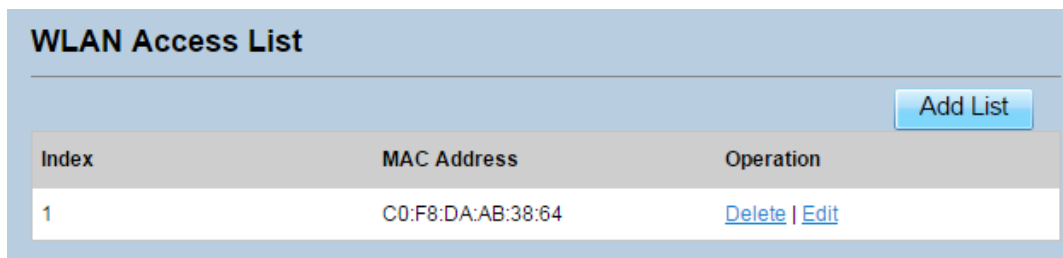 WLAN Access List
Add List
Index MAC Address Operation
1 C0:F8:DA:AB:38:64 Delete | Edit